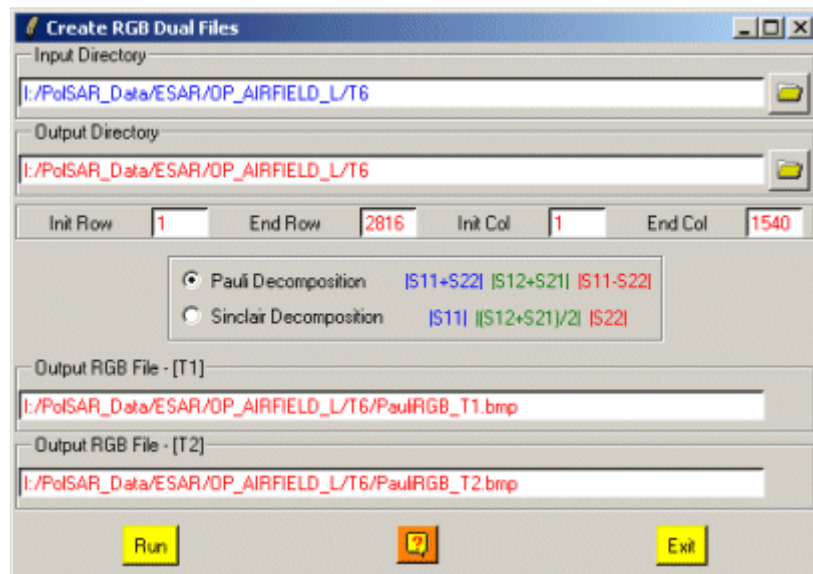 Create RGB Dual Files
Input Directory
I:/PolSAR_Data/ESAR/OP_AIRFIELD_L/T6
Output Directory
I:/PolSAR_Data/ESAR/OP_AIRFIELD_L/T6
Init Row 1 End Row 2816 Init Col 1 End Col 1540
Pauli Decomposition |S11+S22| |S12+S21| |S11-S22|
Sinclair Decomposition |S11| |(S12+S21)/2| |S22|
Output RGB File - [T1]
I:/PolSAR_Data/ESAR/OP_AIRFIELD_L/T6/PauliRGB_T1.bmp
Output RGB File - [T2]
I:/PolSAR_Data/ESAR/OP_AIRFIELD_L/T6/PauliRGB_T2.bmp
Run ? Exit